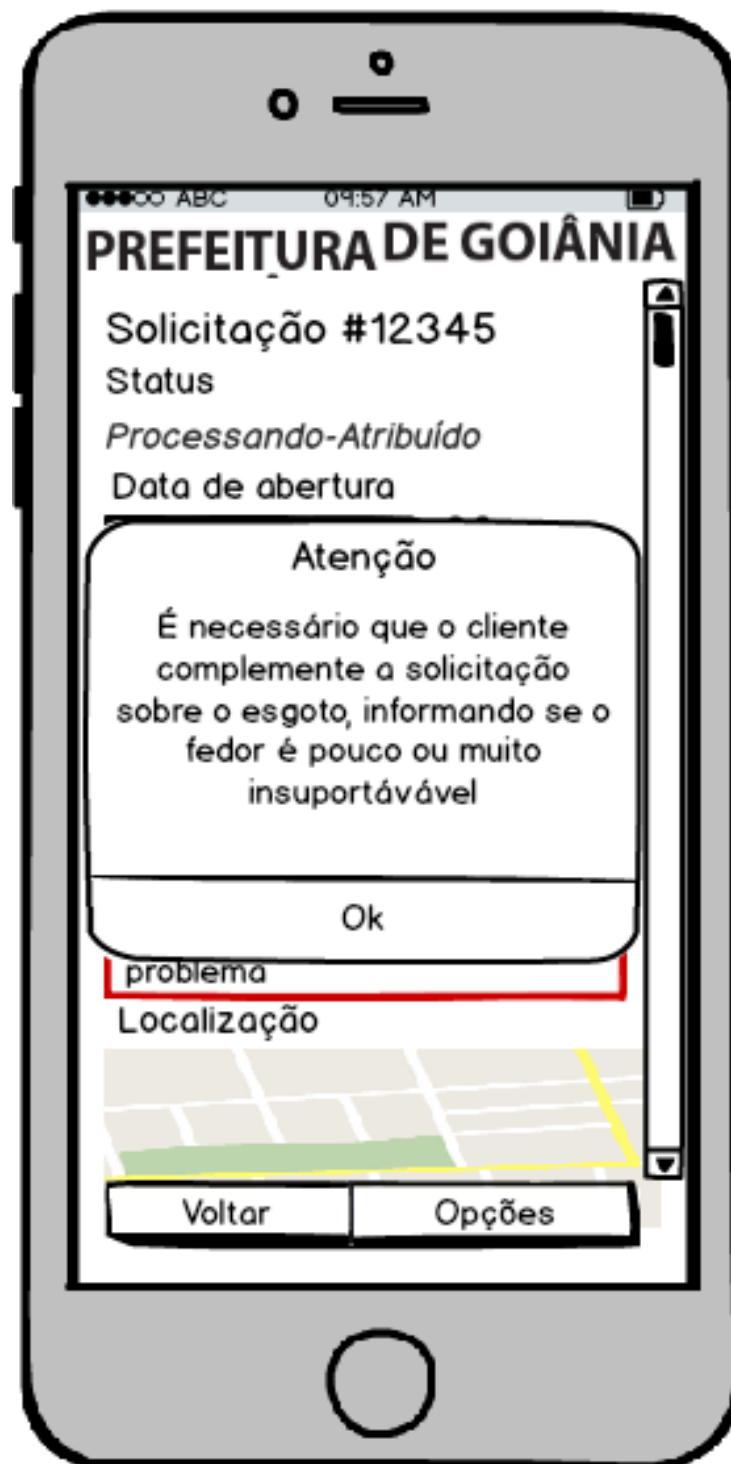 ABC 09:57 AM
PREFEITURA DE GOIÂNIA
Solicitação #12345
Status
Processando-Atribuído
Data de abertura
Atenção
É necessário que o cliente
complemente a solicitação
sobre o esgoto, informando se o
fedor é pouco ou muito
insuportávável
Ok
problema
Localização
Voltar Opções